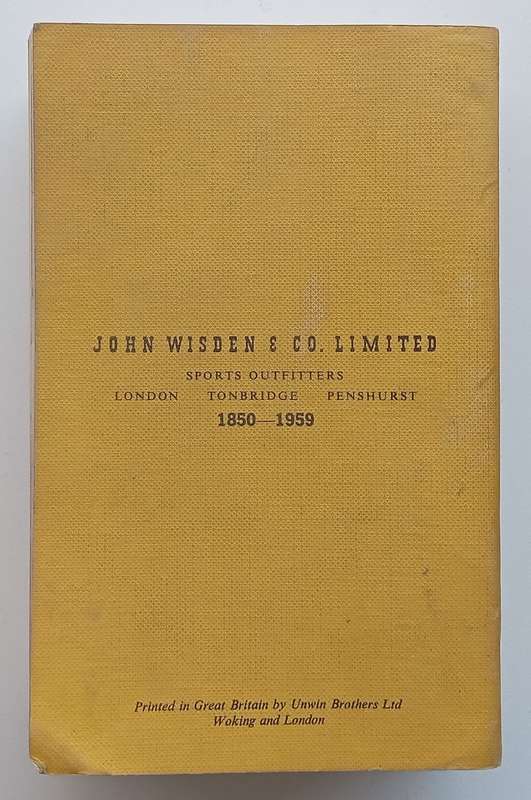 JOHN WISDEN & CO. LIMITED
SPORTS OUTFITTERS
LONDON TONBRIDGE PENSHURST
1850—1959
Printed in Great Britain by Unwin Brothers Ltd
Woking and London